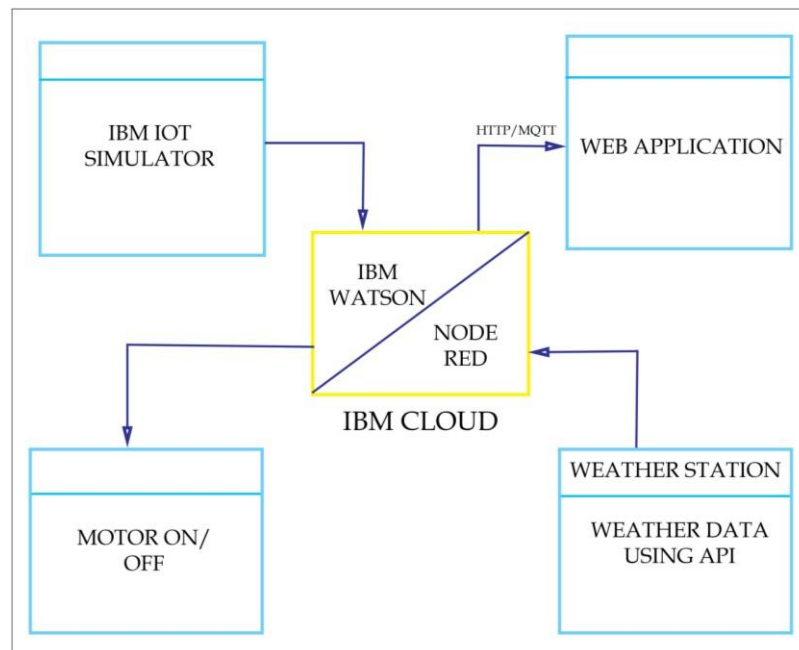 IBM IOT
SIMULATOR
HTTP/MQTT
WEB APPLICATION
IBM
WATSON
NODE
RED
IBM CLOUD
MOTOR ON/
OFF
WEATHER STATION
WEATHER DATA
USING API